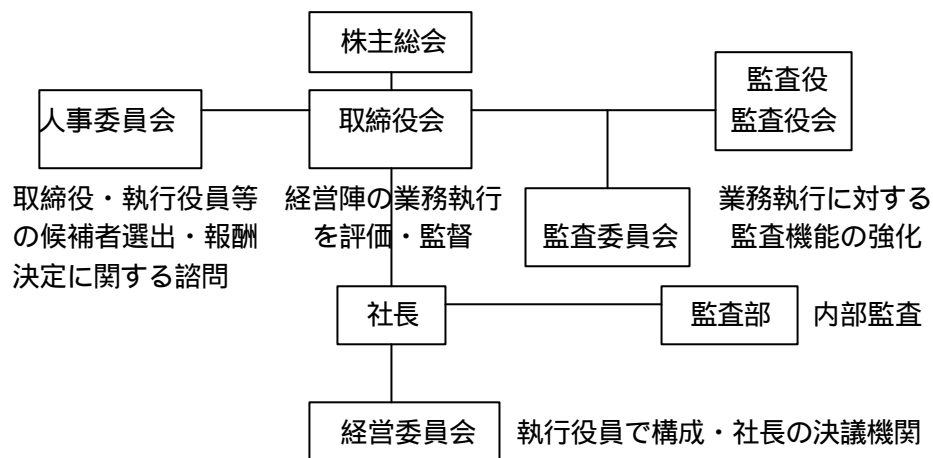 株主総会
人事委員会
取締役会
監査役
監査役会
取締役・執行役員等
の候補者選出・報酬
決定に関する諮問
経営陣の業務執行
を評価・監督
監査委員会
業務執行に対する
監査機能の強化
社長
監査部
内部監査
経営委員会
執行役員で構成・社長の決議機関